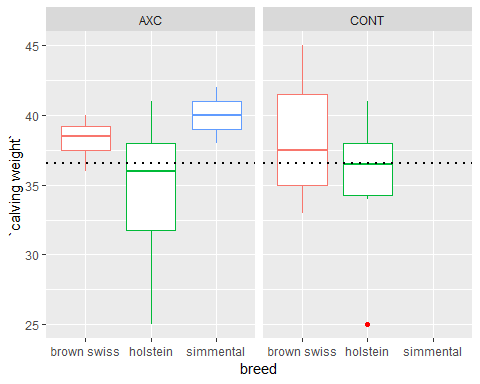 AXC
CONT
45
40
35
30
25
`calving weight`
brown swiss holstein simmental
brown swiss holstein simmental
breed